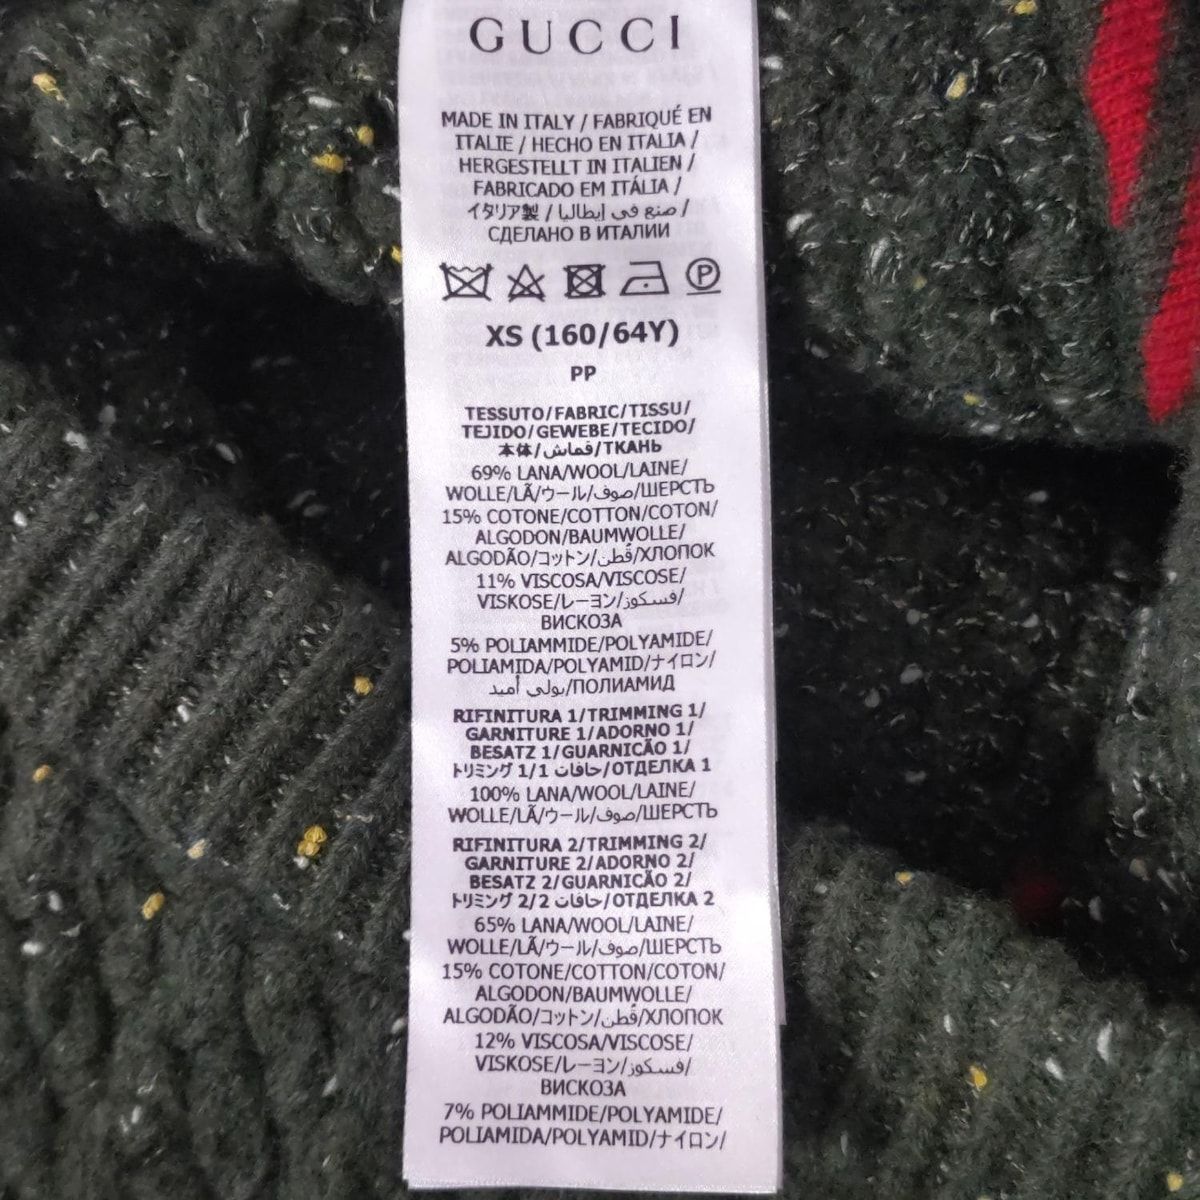 GUCCI
MADE IN ITALY / FABRIQUÉ EN
ITALIE / HECHO EN ITALIA /
HERGESTELLT IN ITALIEN /
FABRICADO EM ITÁLIA /
イタリア製 / صنع في إيطاليا /
СДЕЛАНО В ИТАЛИИ
P
XS (160/64Y)
PP
TESSUTO/FABRIC/TISSU/
TEJIDO/GEWEBE/TECIDO/
本体/قماش/ТКАНЬ
69% LANA/WOOL/LAINE/
WOLLE/LÃ/ウール/صوف/ШЕРСТЬ
15% COTONE/COTTON/COTON/
ALGODON/BAUMWOLLE/
ALGODÃO/コットン/قُطن/ХЛОПОК
11% VISCOSA/VISCOSE/
VISKOSE/レーヨン/فسكوز/
ВИСКОЗА
5% POLIAMMIDE/POLYAMIDE/
POLIAMIDA/POLYAMID/ナイロン/
بولي أميد/ПОЛИАМИД
RIFINITURA 1/TRIMMING 1/
GARNITURE 1/ADORNO 1/
BESATZ 1/GUARNICÃO 1/
トリミング 1/حافات 1/ОТДЕЛКА 1
100% LANA/WOOL/LAINE/
WOLLE/LÃ/ウール/صوف/ШЕРСТЬ
RIFINITURA 2/TRIMMING 2/
GARNITURE 2/ADORNO 2/
BESATZ 2/GUARNICÃO 2/
トリミング 2/حافات 2/ОТДЕЛКА 2
65% LANA/WOOL/LAINE/
WOLLE/LÃ/ウール/صوف/ШЕРСТЬ
15% COTONE/COTTON/COTON/
ALGODON/BAUMWOLLE/
ALGODÃO/コットン/قُطن/ХЛОПОК
12% VISCOSA/VISCOSE/
VISKOSE/レーヨン/فسكوز/
ВИСКОЗА
7% POLIAMMIDE/POLYAMIDE/
POLIAMIDA/POLYAMID/ナイロン/